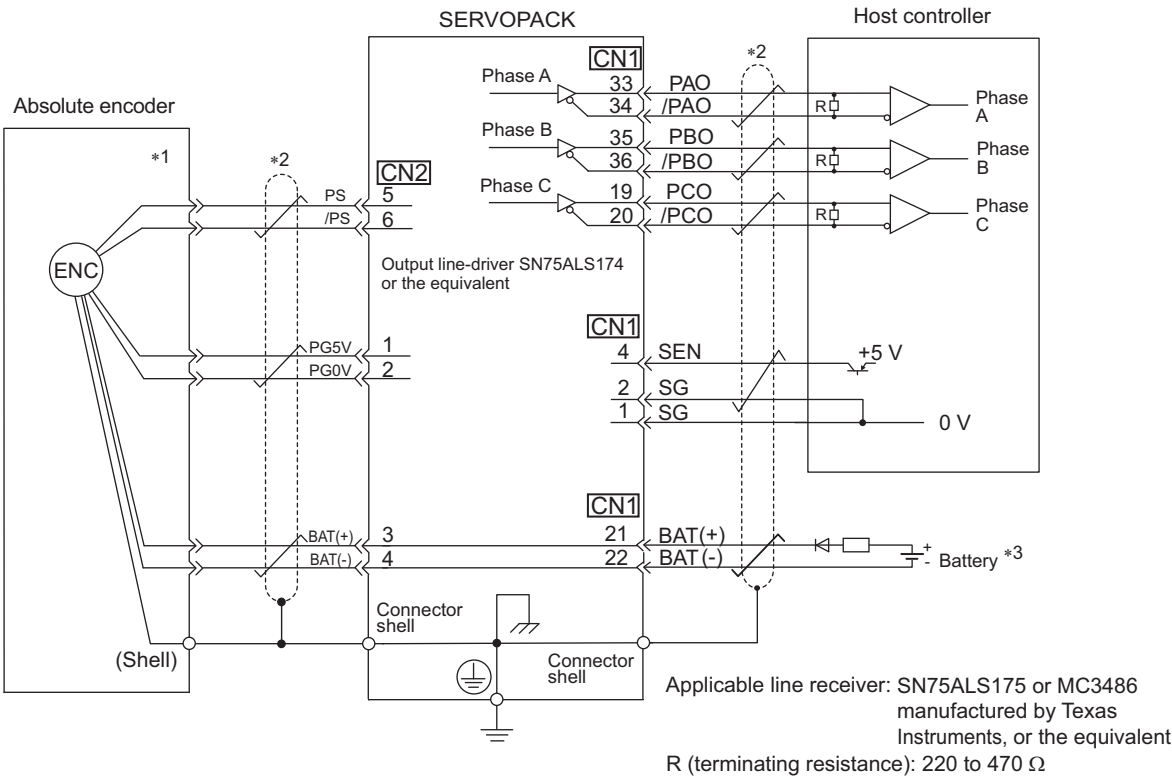 SERVOPACK
Host controller
Absolute encoder
*1
*2
ENC
PS
/PS
PG5V
PG0V
BAT(+)
BAT(-)
(Shell)
CN2
5
6
1
2
3
4
Phase A
Phase B
Phase C
Output line-driver SN75ALS174
or the equivalent
CN1
33
34
35
36
19
20
CN1
4
2
1
CN1
21
22
Connector
shell
Connector
shell
*2
PAO
/PAO
PBO
/PBO
PCO
/PCO
SEN
SG
SG
BAT(+)
BAT(-)
R
R
R
Phase
A
Phase
B
Phase
C
+5 V
0 V
+
-
Battery *3
Applicable line receiver: SN75ALS175 or MC3486
manufactured by Texas
Instruments, or the equivalent
R (terminating resistance): 220 to 470 Ω